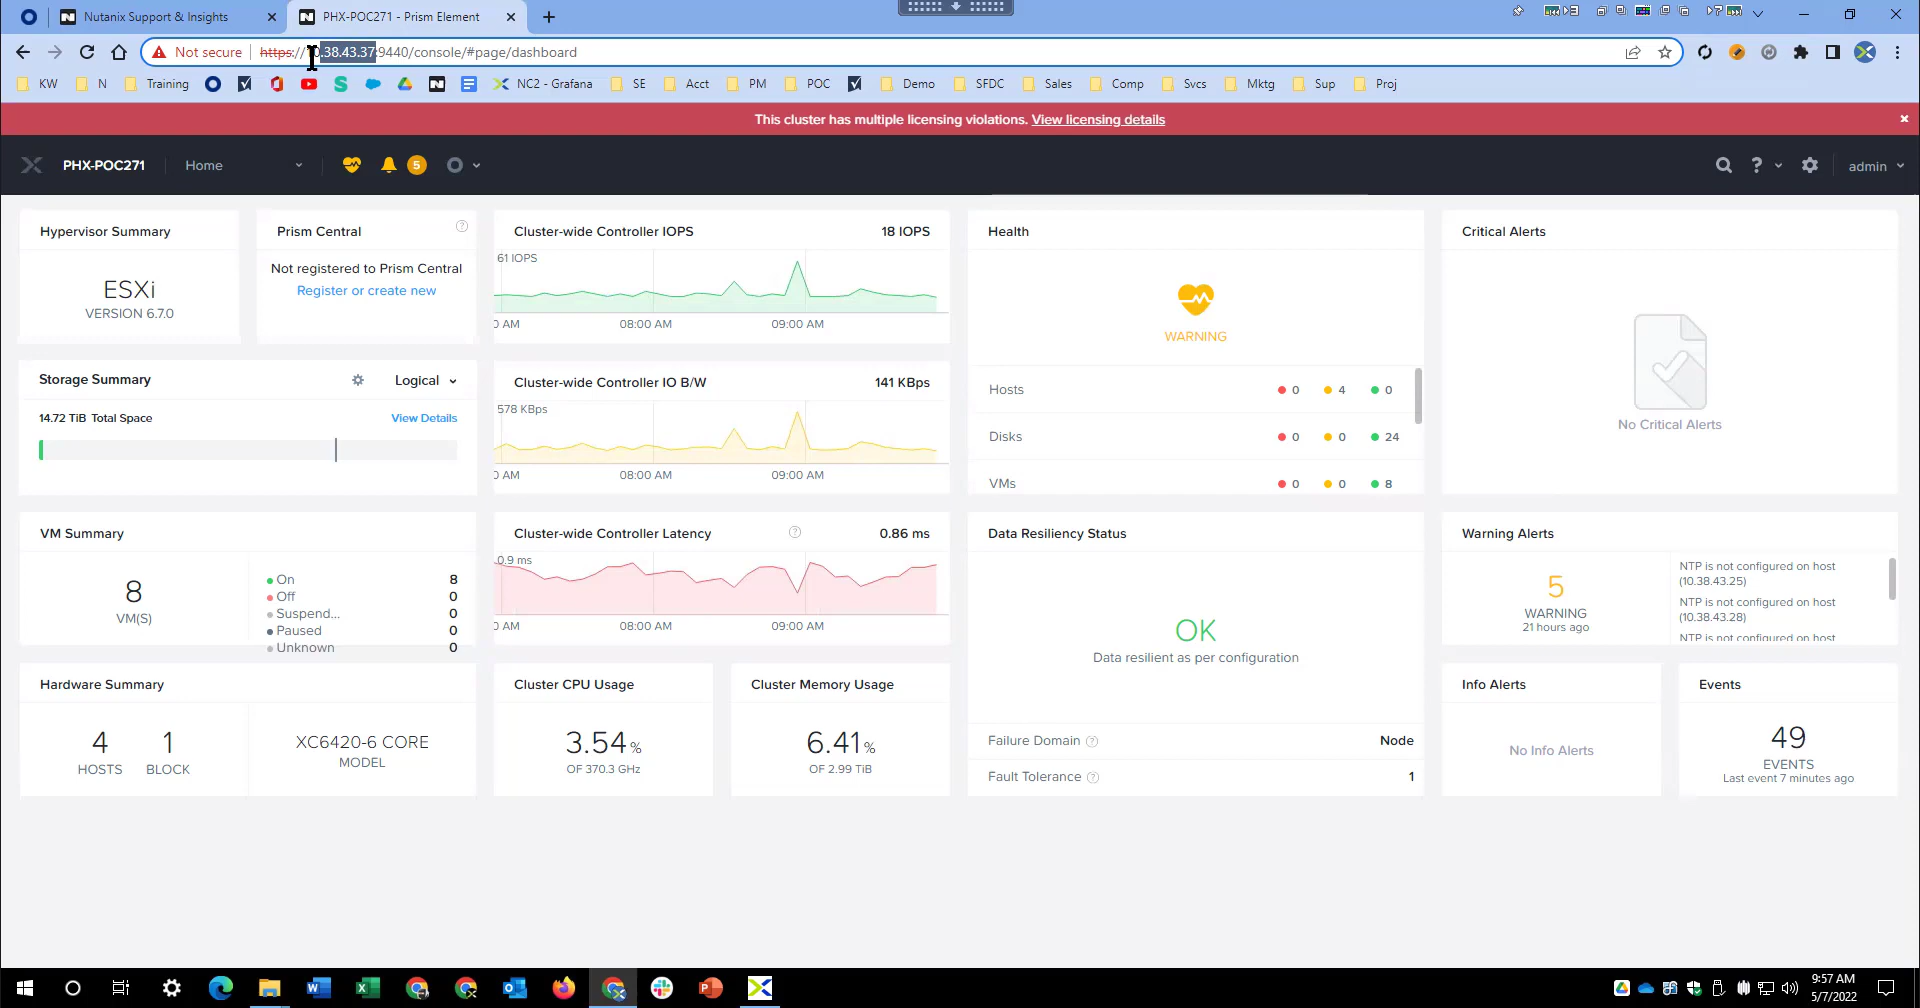 Nutanix Support & Insights
PHX-POC271 - Prism Element
Not secure
https://10.38.43.37:9440/console/#page/dashboard
KW
N
Training
NC2 - Grafana
SE
Acct
PM
POC
Demo
SFDC
Sales
Comp
Svcs
Mktg
Sup
Proj
This cluster has multiple licensing violations. View licensing details
PHX-POC271
Home
5
?
admin
Hypervisor Summary
ESXi
VERSION 6.7.0
Prism Central
Not registered to Prism Central
Register or create new
Storage Summary
Logical
14.72 TiB Total Space
View Details
VM Summary
8
VM(S)
On 8
Off 0
Suspend... 0
Paused 0
Unknown 0
Hardware Summary
4
HOSTS
1
BLOCK
XC6420-6 CORE
MODEL
Cluster-wide Controller IOPS 18 IOPS
61 IOPS
0 AM 08:00 AM 09:00 AM
Cluster-wide Controller IO B/W 141 KBps
578 KBps
0 AM 08:00 AM 09:00 AM
Cluster-wide Controller Latency 0.86 ms
0.9 ms
0 AM 08:00 AM 09:00 AM
Cluster CPU Usage
3.54 %
OF 370.3 GHz
Cluster Memory Usage
6.41 %
OF 2.99 TiB
Health
WARNING
Hosts 0 4 0
Disks 0 0 24
VMs 0 0 8
Data Resiliency Status
OK
Data resilient as per configuration
Failure Domain Node
Fault Tolerance 1
Critical Alerts
No Critical Alerts
Warning Alerts
5
WARNING
21 hours ago
NTP is not configured on host
(10.38.43.25)
NTP is not configured on host
(10.38.43.28)
NTP is not configured on host
Info Alerts
No Info Alerts
Events
49
EVENTS
Last event 7 minutes ago
9:57 AM
5/7/2022